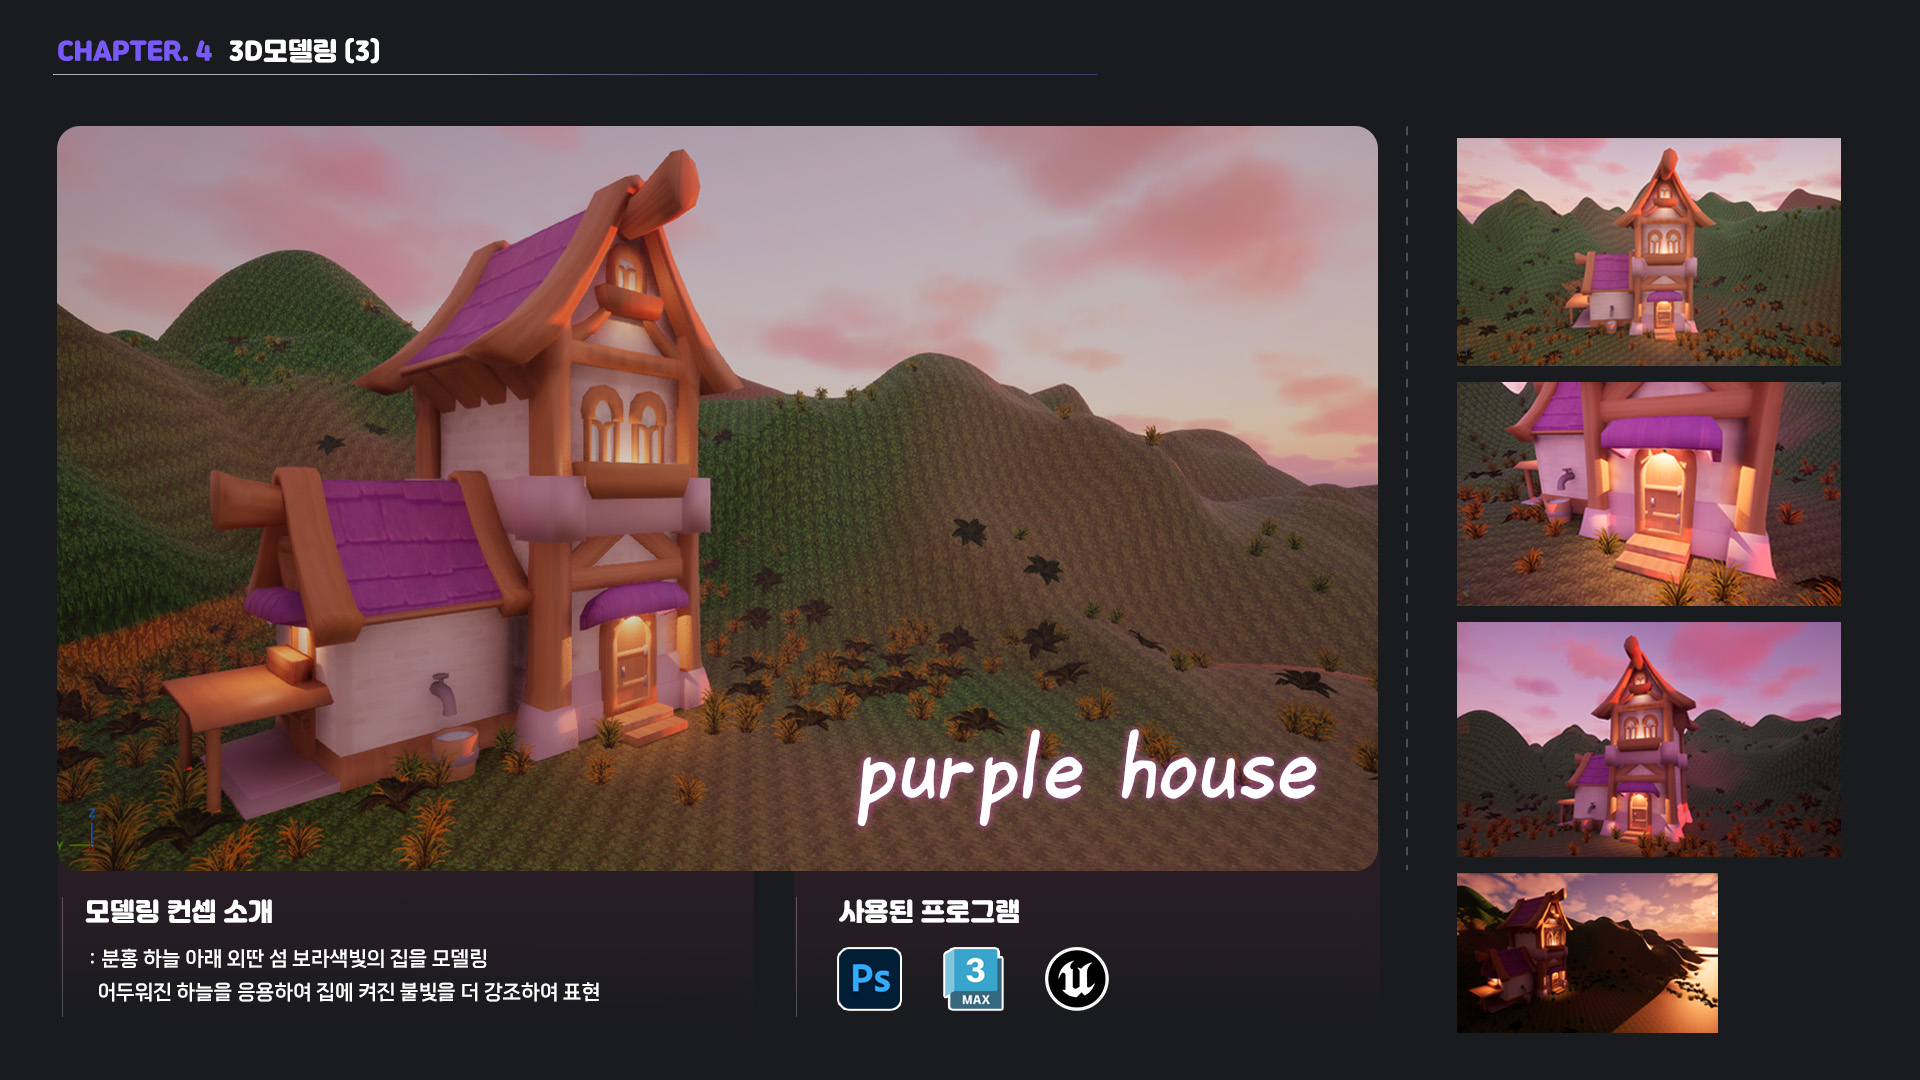 CHAPTER. 4 3D모델링 (3)
purple house
Z
Y
모델링 컨셉 소개
: 분홍 하늘 아래 외딴 섬 보라색빛의 집을 모델링
어두워진 하늘을 응용하여 집에 켜진 불빛을 더 강조하여 표현
사용된 프로그램
Ps
3
MAX